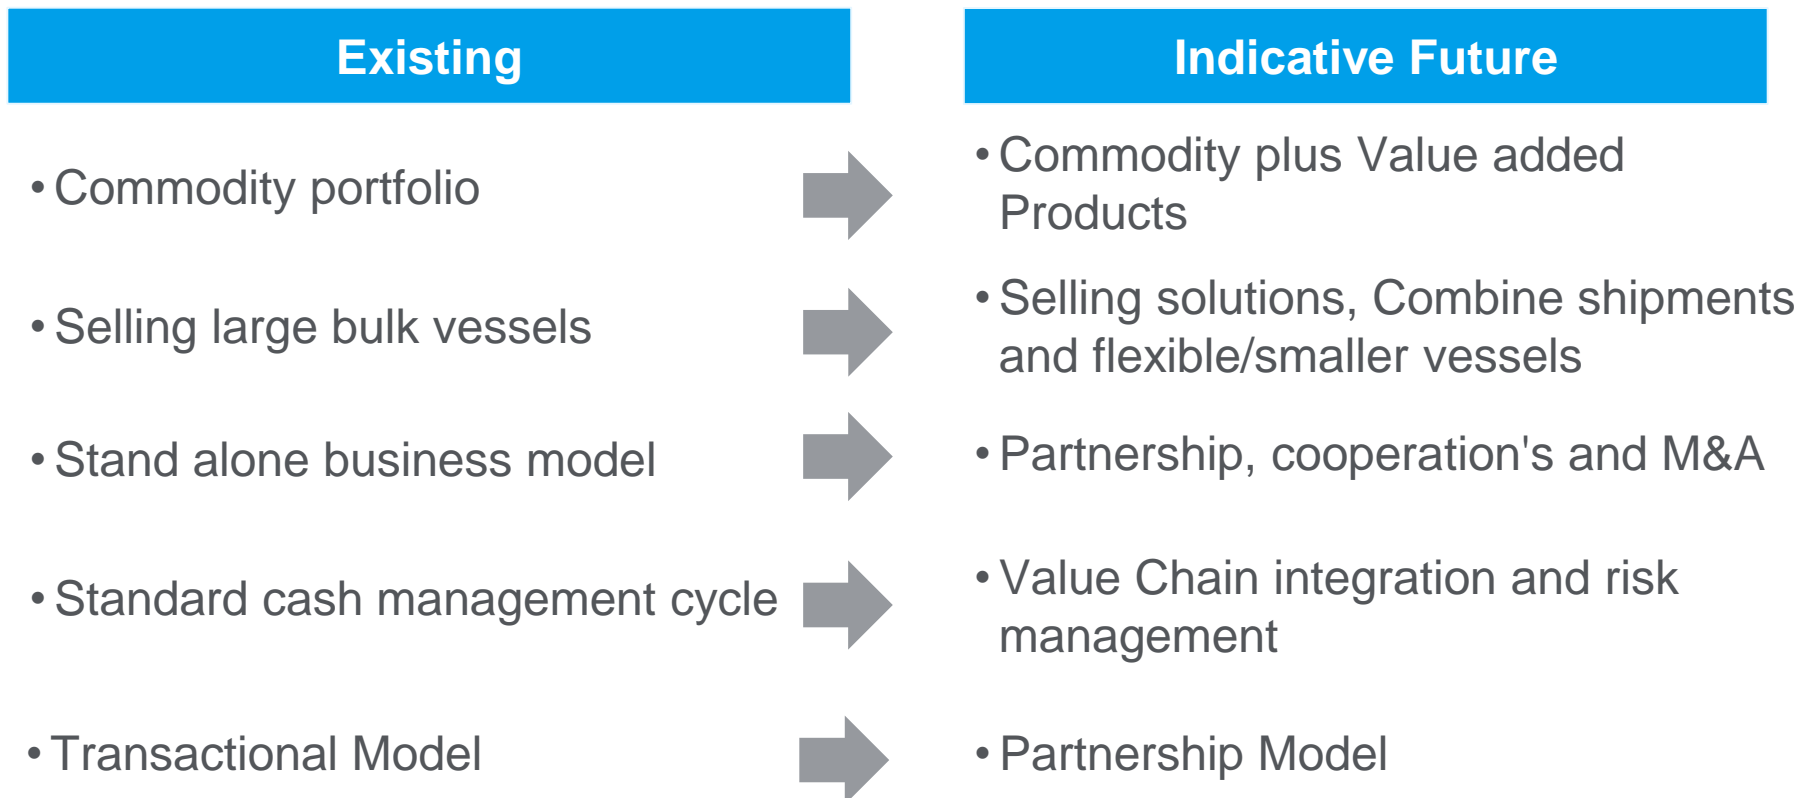 Existing
Indicative Future
• Commodity portfolio
• Commodity plus Value added
Products
• Selling large bulk vessels
• Selling solutions, Combine shipments
and flexible/smaller vessels
• Stand alone business model
• Partnership, cooperation's and M&A
• Standard cash management cycle
• Value Chain integration and risk
management
• Transactional Model
• Partnership Model